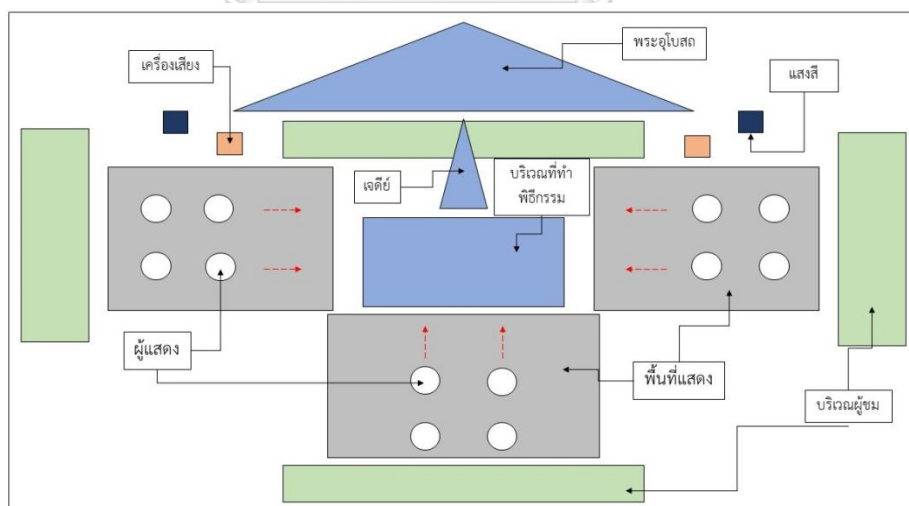 พระอุโบสถ
เครื่องเสียง
แสงสี
เจดีย์
บริเวณที่ทำ
พิธีกรรม
ผู้แสดง
พื้นที่แสดง
บริเวณผู้ชม